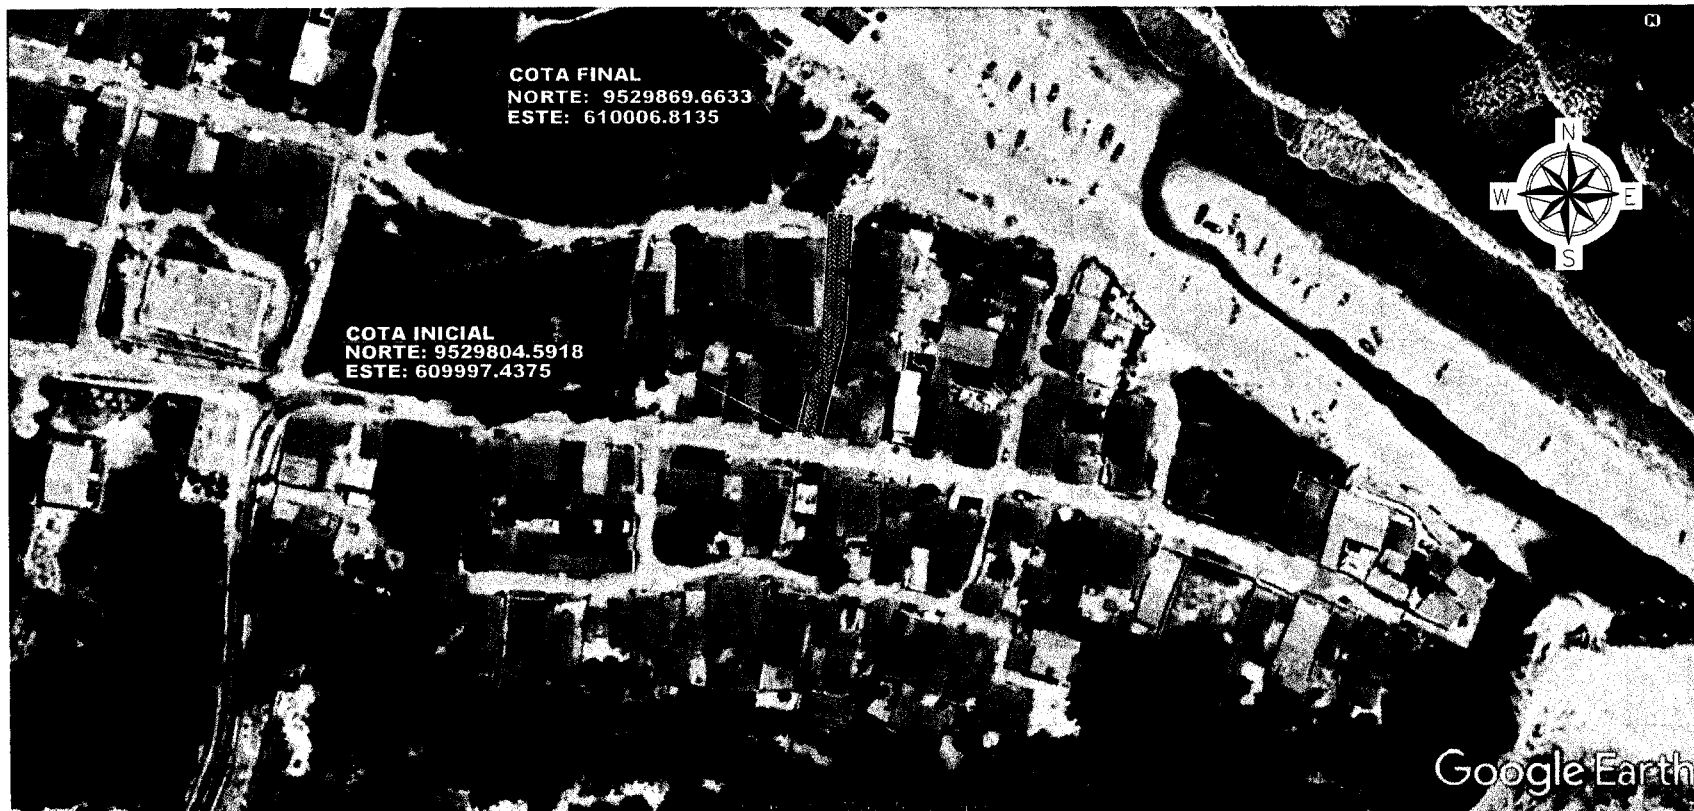 COTA FINAL
NORTE: 9529869.6633
ESTE: 610006.8135
N
W E
S
COTA INICIAL
NORTE: 9529804.5918
ESTE: 609997.4375
Google Earth